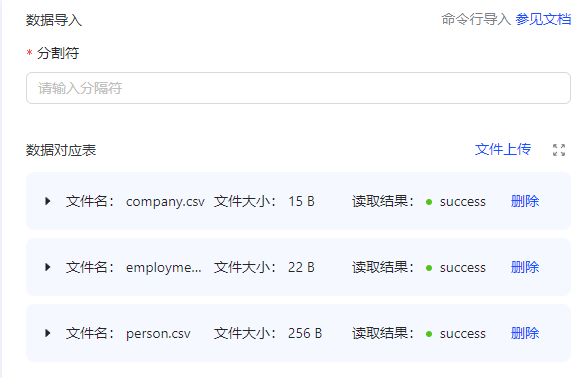 数据导入 命令行导入 参见文档
* 分割符
请输入分隔符
数据对应表 文件上传
文件名: company.csv 文件大小: 15 B 读取结果: success 删除
文件名: employme... 文件大小: 22 B 读取结果: success 删除
文件名: person.csv 文件大小: 256 B 读取结果: success 删除